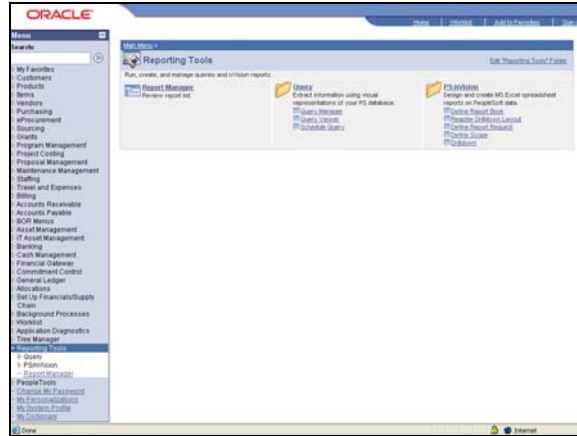 ORACLE
Home | Worklist | Add to Favorites | Sign
Menu
Search:
My Favorites
Customers
Products
Items
Vendors
Purchasing
eProcurement
Sourcing
Grants
Program Management
Project Costing
Proposal Management
Maintenance Management
Staffing
Travel and Expenses
Billing
Accounts Receivable
Accounts Payable
BOR Menus
Asset Management
IT Asset Management
Banking
Cash Management
Financial Gateway
Commitment Control
General Ledger
Allocations
Set Up Financials/Supply
Chain
Background Processes
Worklist
Application Diagnostics
Tree Manager
Reporting Tools
Query
PS/nVision
Report Manager
PeopleTools
Change My Password
My Personalizations
My System Profile
My Dictionary
Main Menu >
Reporting Tools
Edit "Reporting Tools" Folder
Run, create, and manage queries and nVision reports.
Report Manager
Review report list.
Query
Extract information using visual
representations of your PS database.
Query Manager
Query Viewer
Schedule Query
PS/nVision
Design and create MS Excel spreadsheet
reports on PeopleSoft data.
Define Report Book
Register Drilldown Layout
Define Report Request
Define Scope
Drilldown
Done
Internet